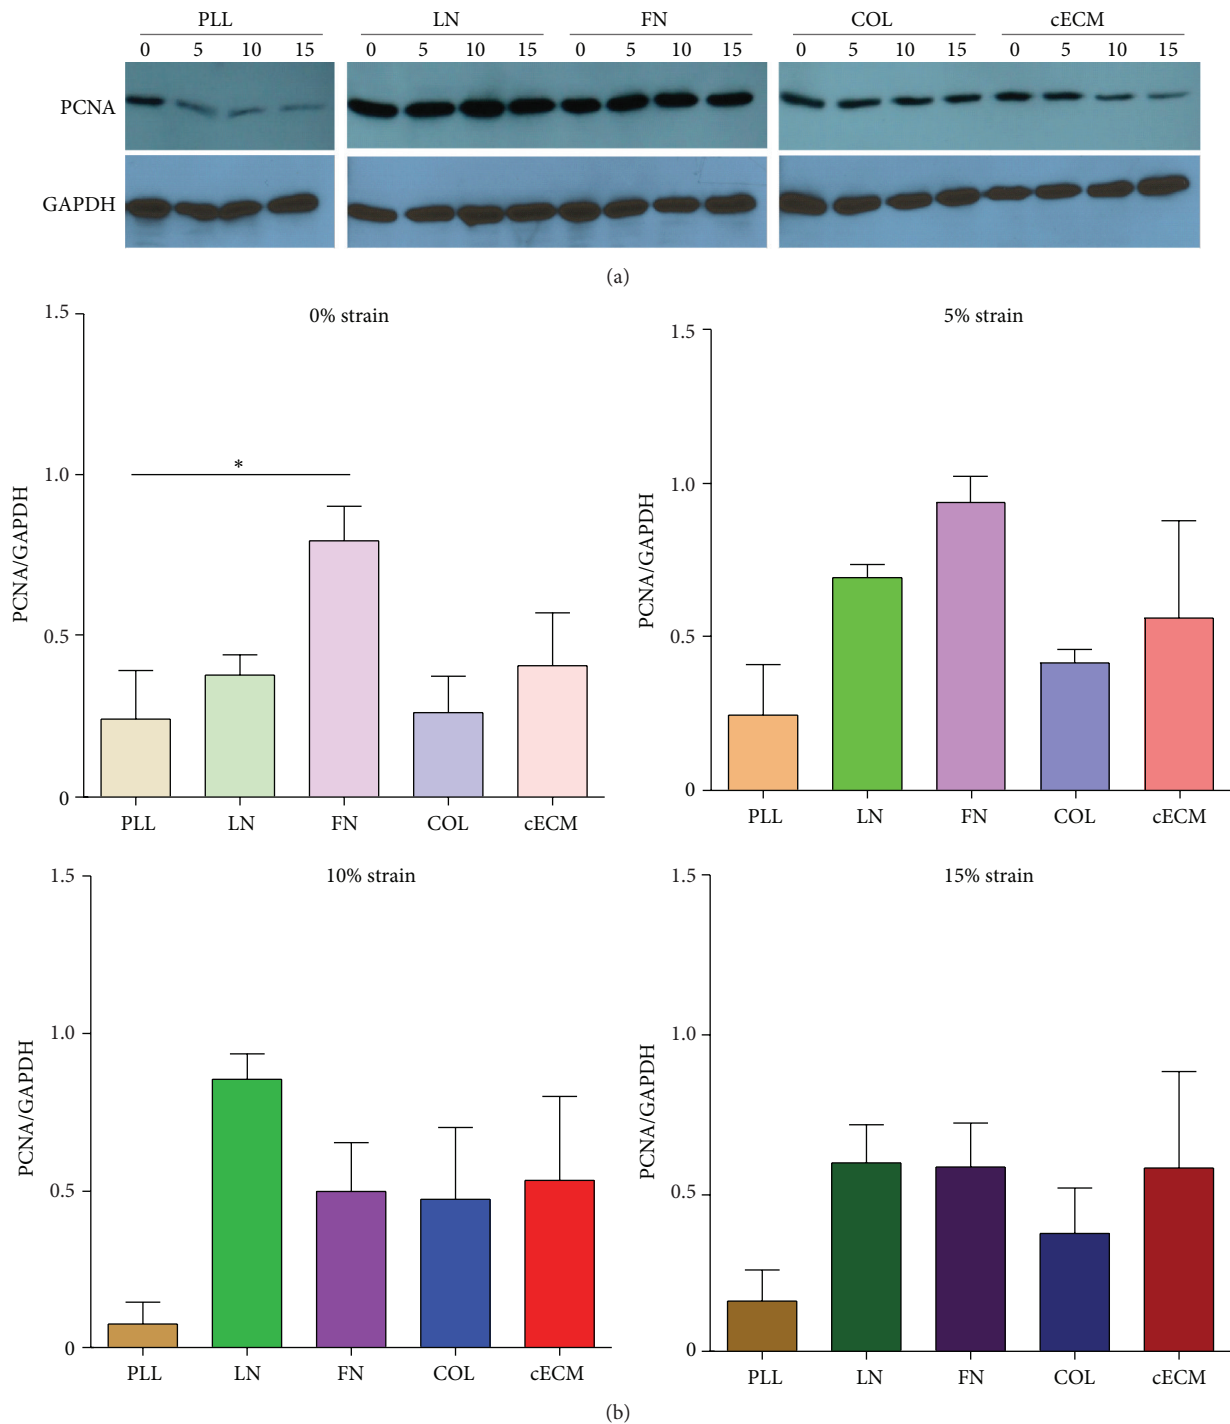 PLL LN FN COL cECM
0 5 10 15 0 5 10 15 0 5 10 15 0 5 10 15 0 5 10 15
PCNA
GAPDH
(a)
0% strain
1.5
1.0
0.5
0
PCNA/GAPDH
*
PLL LN FN COL cECM
5% strain
1.5
1.0
0.5
0
PCNA/GAPDH
PLL LN FN COL cECM
10% strain
1.5
1.0
0.5
0
PCNA/GAPDH
PLL LN FN COL cECM
15% strain
1.5
1.0
0.5
0
PCNA/GAPDH
PLL LN FN COL cECM
(b)